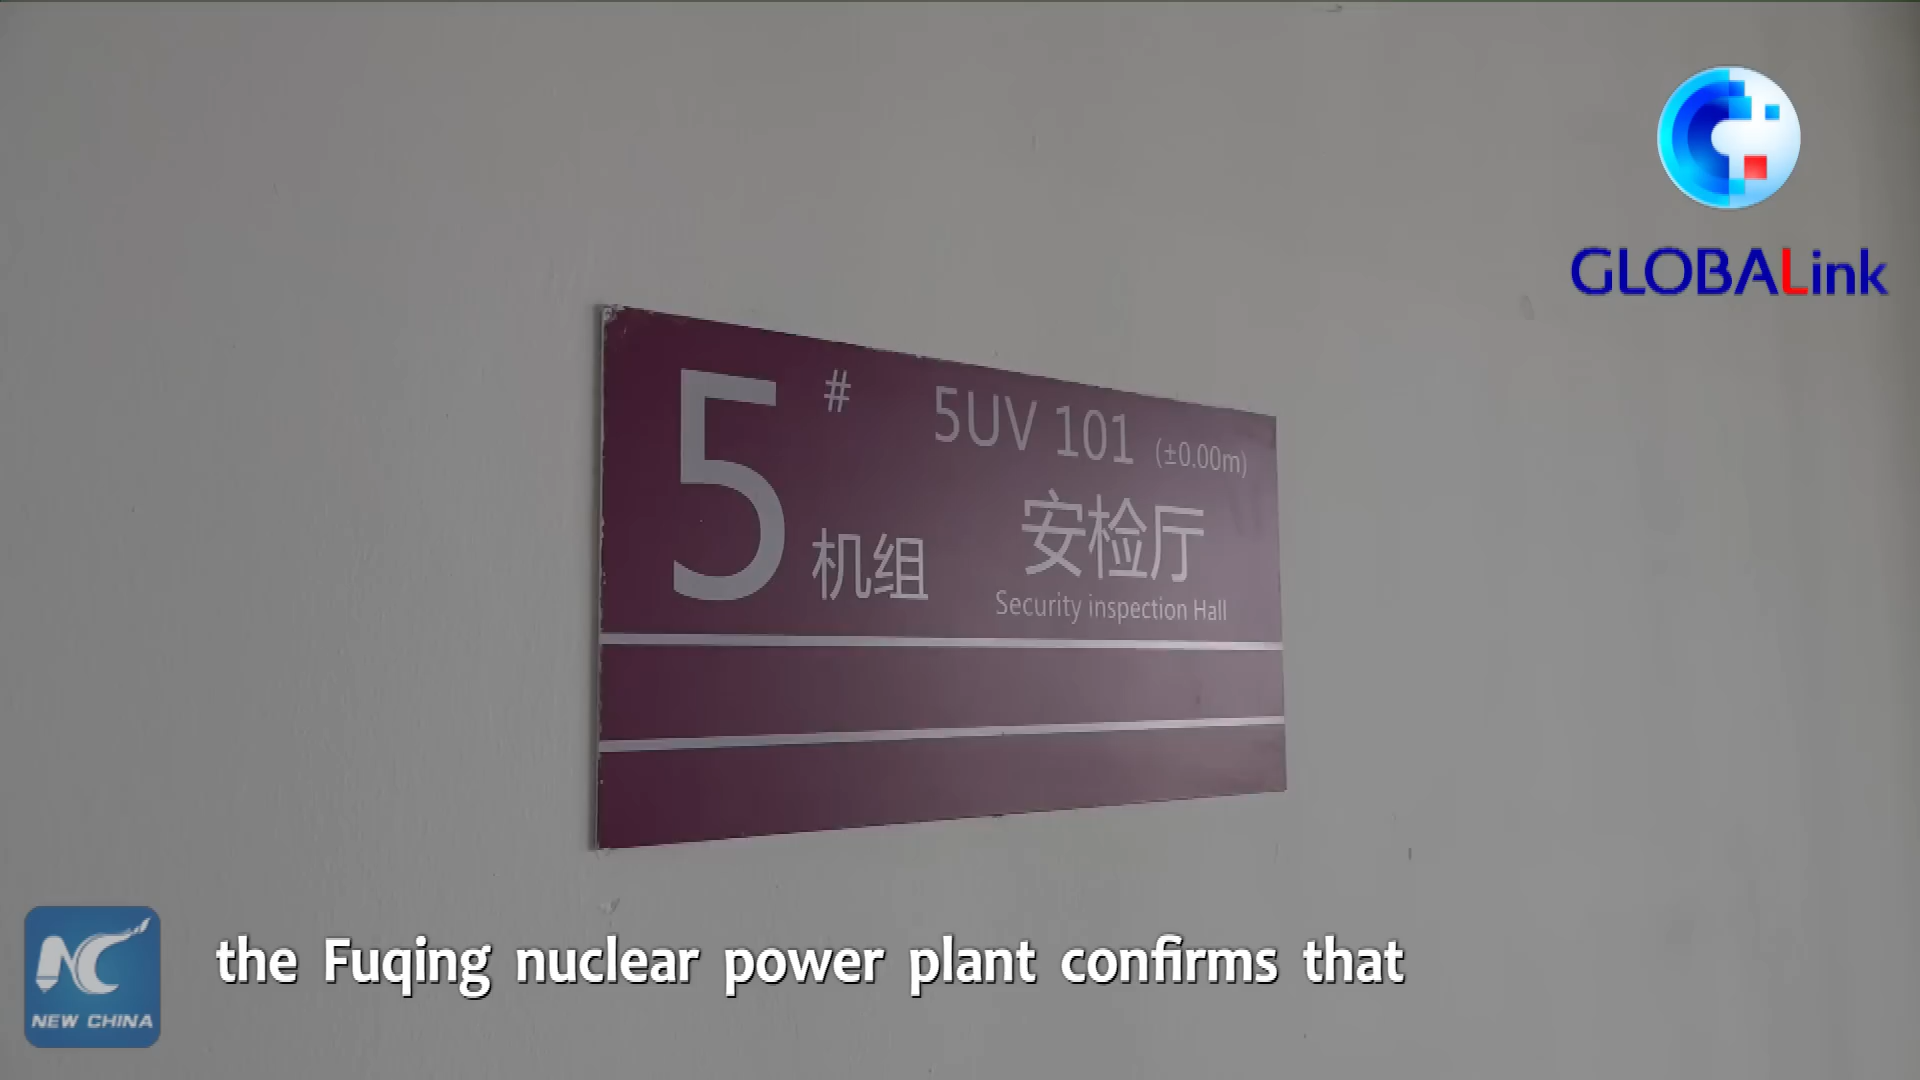 GLOBALink
5# 5UV 101 (±0.00m)
机组 安检厅
Security inspection Hall
the Fuqing nuclear power plant confirms that
NEW CHINA